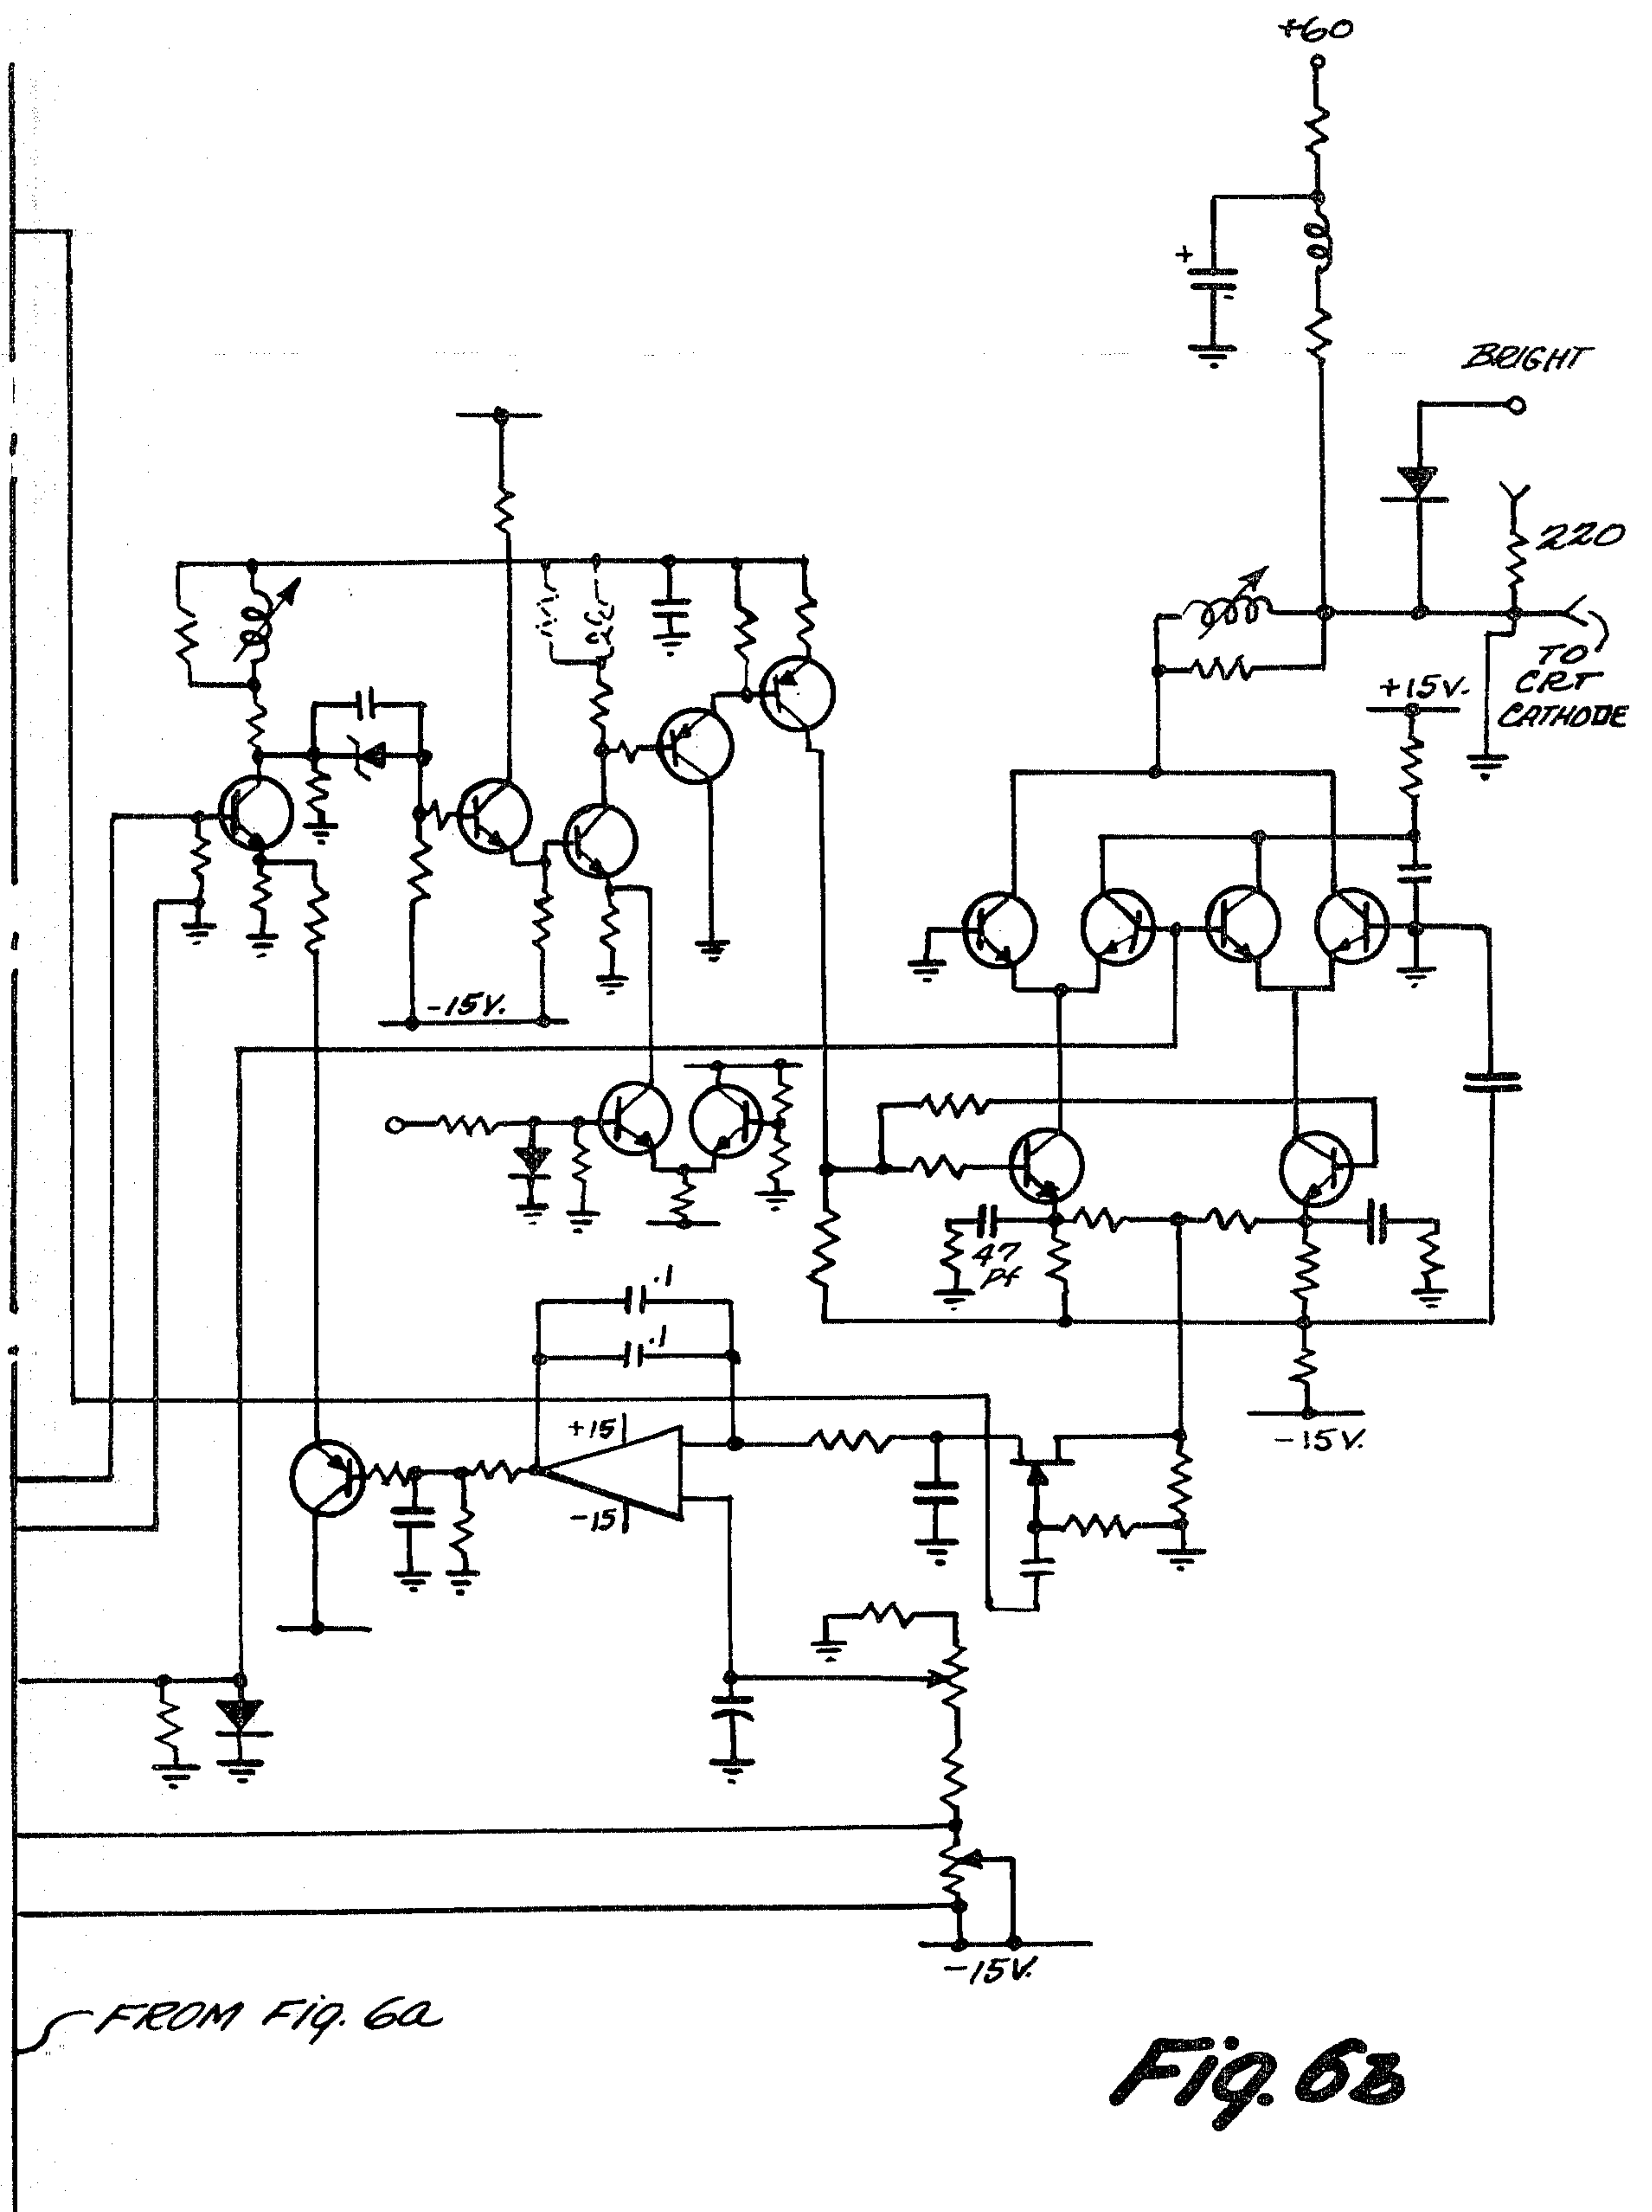 +60
+
-
BRIGHT
220
TO
CRT
CATHODE
+15V.
-15V.
47
pf
.1
.1
+15
-15
-15V.
-15V.
FROM Fig. 6a
Fig. 6B